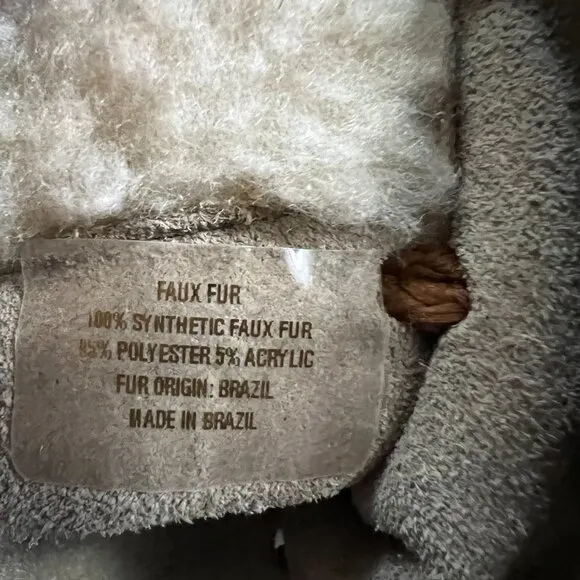 FAUX FUR
100% SYNTHETIC FAUX FUR
95% POLYESTER 5% ACRYLIC
FUR ORIGIN: BRAZIL
MADE IN BRAZIL